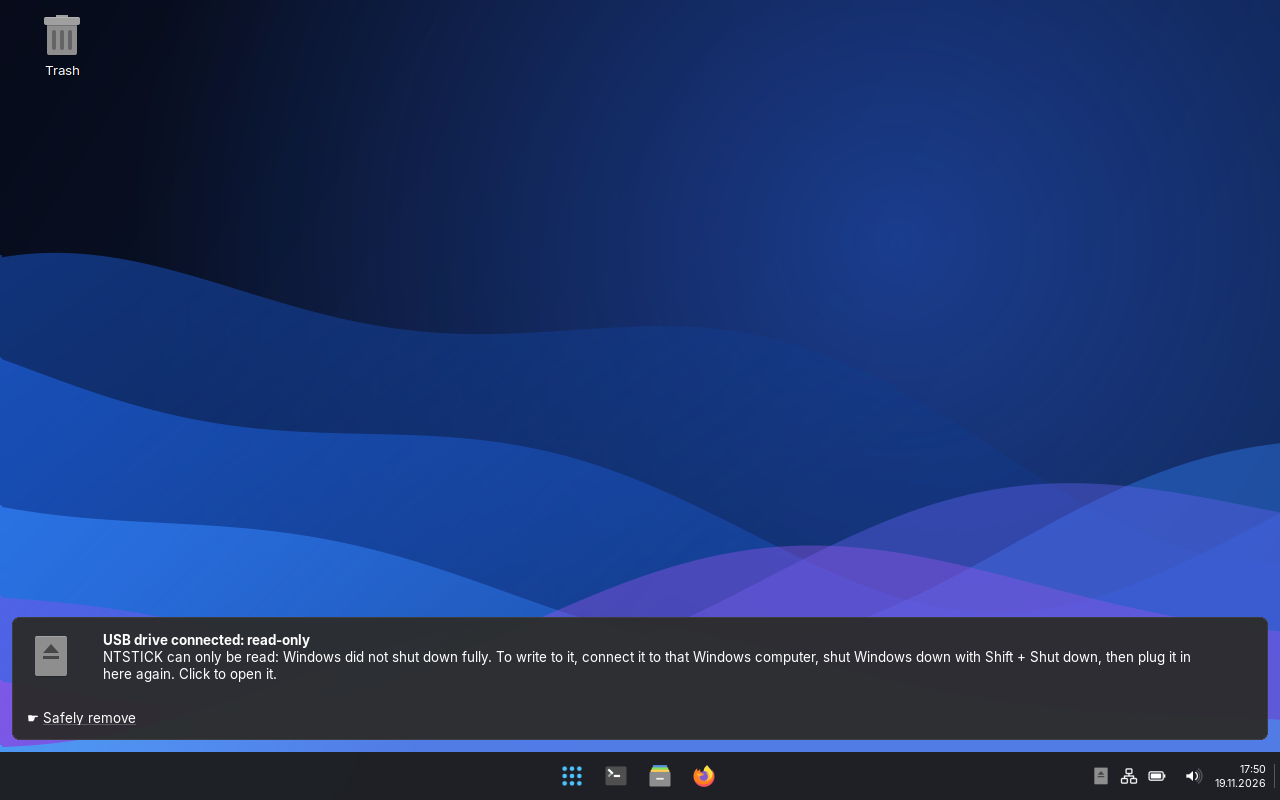 Trash
USB drive connected: read-only
NTSTICK can only be read: Windows did not shut down fully. To write to it, connect it to that Windows computer, shut Windows down with Shift + Shut down, then plug it in
here again. Click to open it.
☛ Safely remove
17:50
19.11.2026